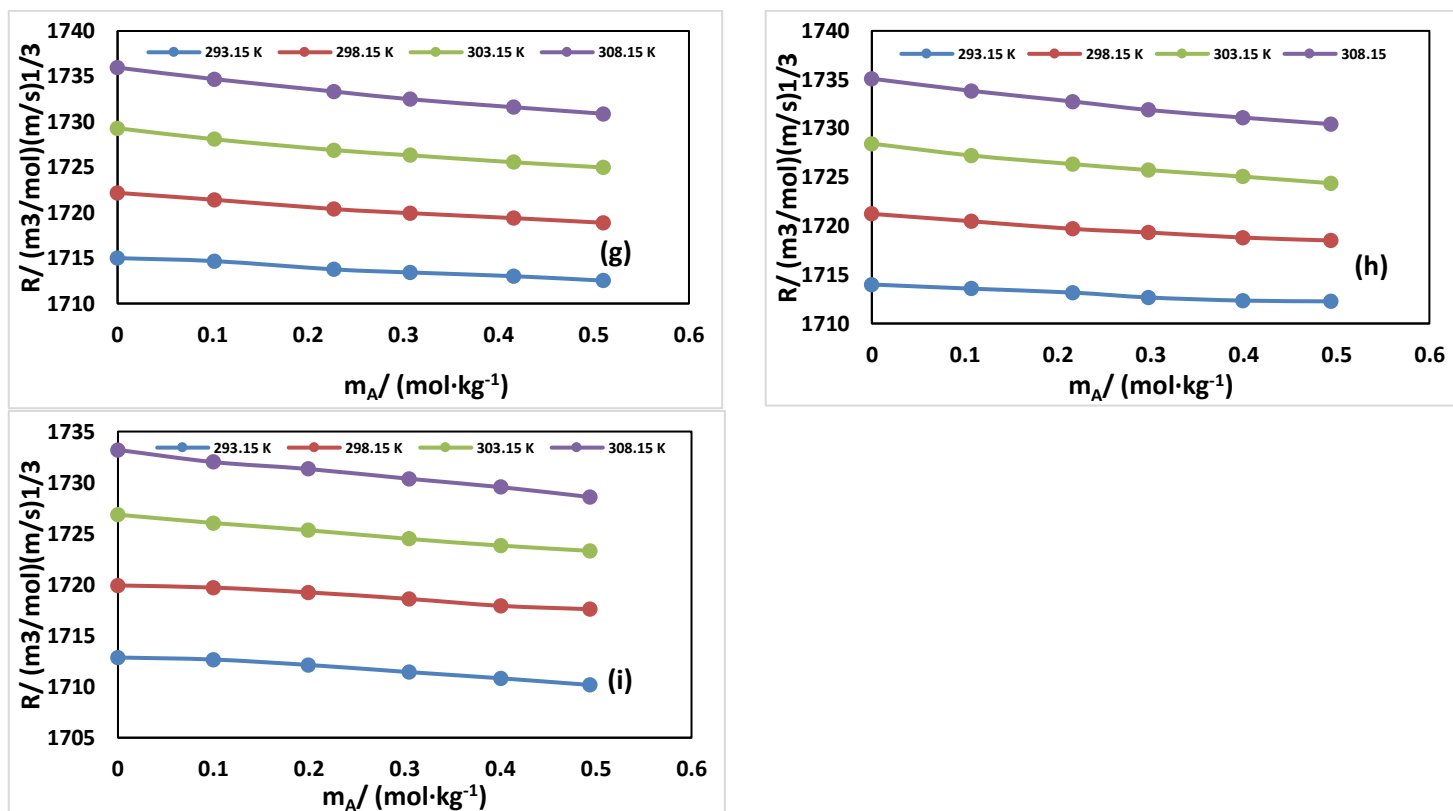 R/ (m3/mol)(m/s)1/3
1740
1735
1730
1725
1720
1715
1710
293.15 K 298.15 K 303.15 K 308.15 K
(g)
0 0.1 0.2 0.3 0.4 0.5 0.6
mA/ (mol·kg-1)
R/ (m3/mol)(m/s)1/3
1740
1735
1730
1725
1720
1715
1710
293.15 K 298.15 K 303.15 K 308.15
(h)
0 0.1 0.2 0.3 0.4 0.5 0.6
mA/ (mol·kg-1)
R/ (m3/mol)(m/s)1/3
1735
1730
1725
1720
1715
1710
1705
293.15 K 298.15 K 303.15 K 308.15 K
(i)
0 0.1 0.2 0.3 0.4 0.5 0.6
mA/ (mol·kg-1)